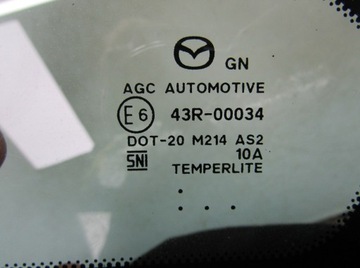 GN
AGC AUTOMOTIVE
E6 43R-00034
DOT-20 M214 AS2
10A
SNI
TEMPERLITE